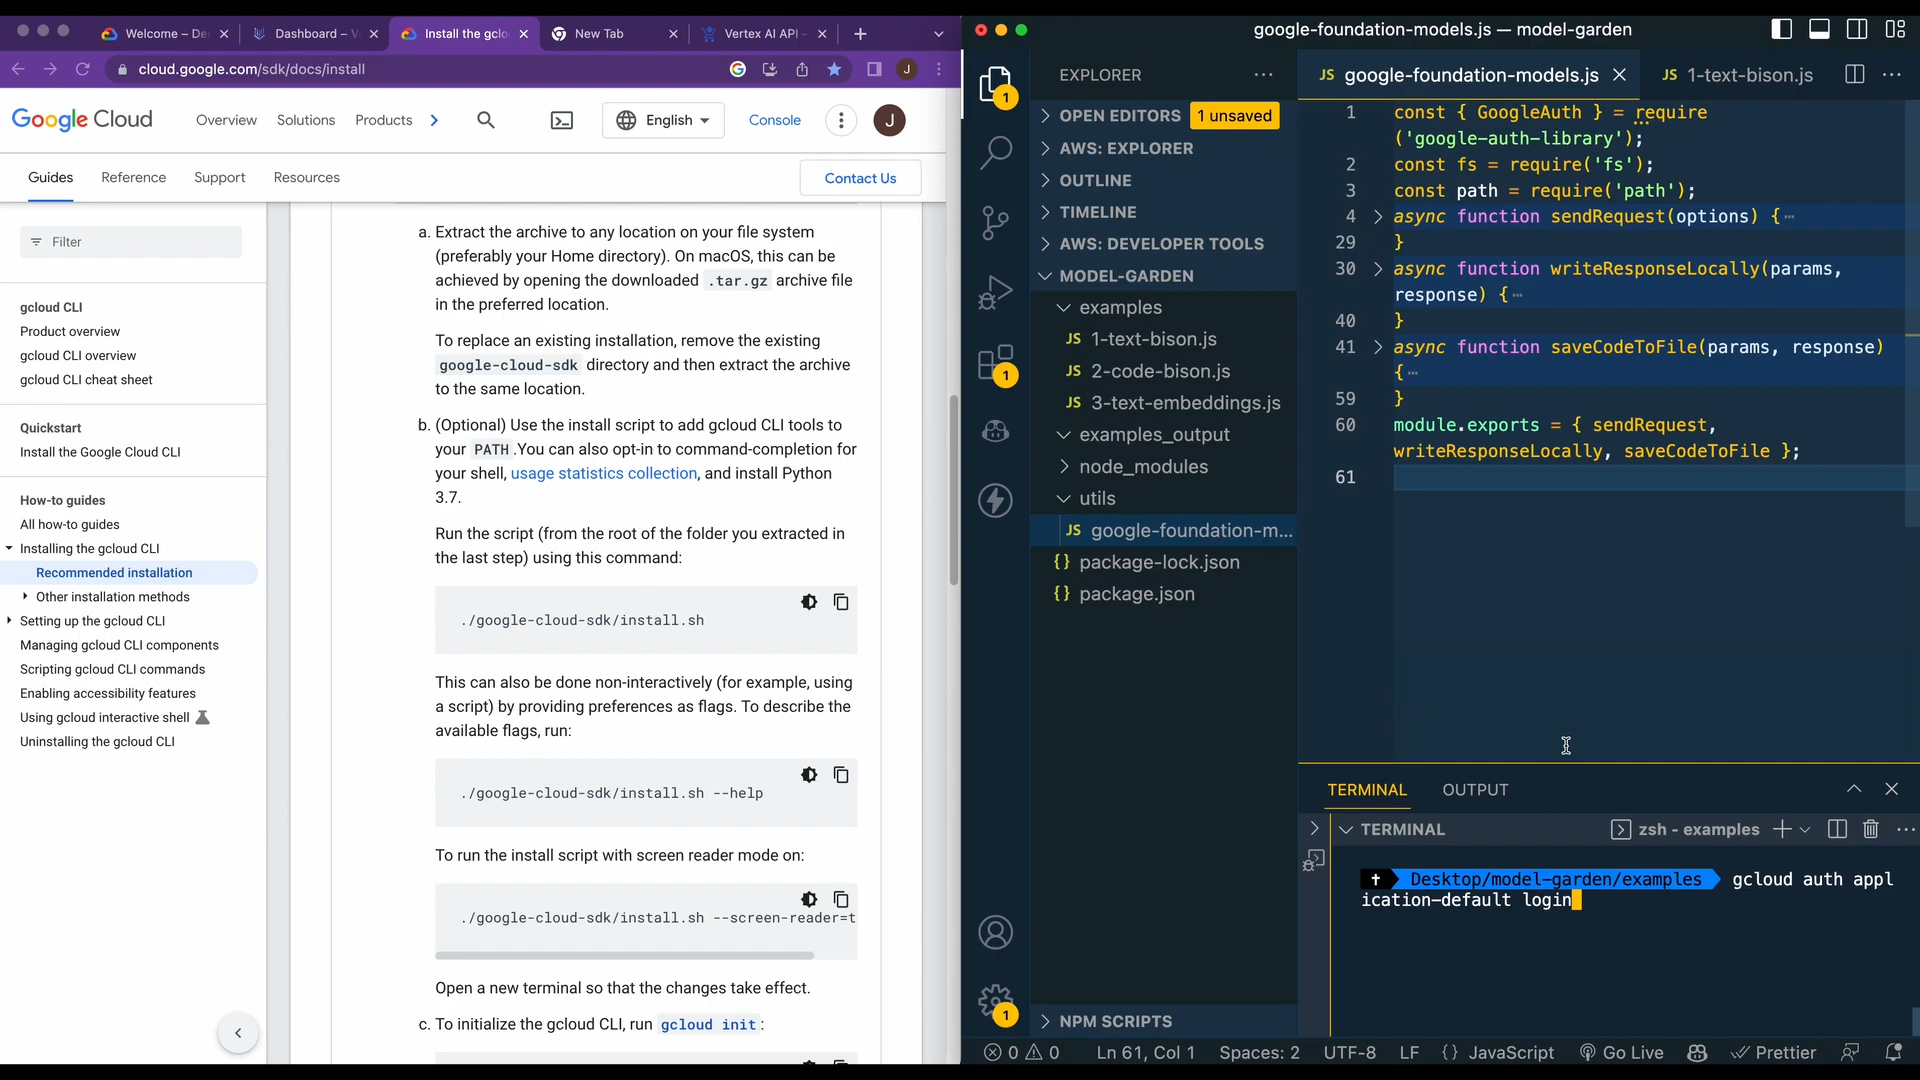 Welcome – De
Dashboard – V
Install the gclo
New Tab
Vertex AI API –
cloud.google.com/sdk/docs/install
J
Google Cloud
Overview
Solutions
Products
English
Console
J
Guides
Reference
Support
Resources
Contact Us
Filter
gcloud CLI
Product overview
gcloud CLI overview
gcloud CLI cheat sheet
Quickstart
Install the Google Cloud CLI
How-to guides
All how-to guides
Installing the gcloud CLI
Recommended installation
Other installation methods
Setting up the gcloud CLI
Managing gcloud CLI components
Scripting gcloud CLI commands
Enabling accessibility features
Using gcloud interactive shell
Uninstalling the gcloud CLI
a. Extract the archive to any location on your file system
(preferably your Home directory). On macOS, this can be
achieved by opening the downloaded .tar.gz archive file
in the preferred location.
To replace an existing installation, remove the existing
google-cloud-sdk directory and then extract the archive
to the same location.
b. (Optional) Use the install script to add gcloud CLI tools to
your PATH .You can also opt-in to command-completion for
your shell, usage statistics collection, and install Python
3.7.
Run the script (from the root of the folder you extracted in
the last step) using this command:
./google-cloud-sdk/install.sh
This can also be done non-interactively (for example, using
a script) by providing preferences as flags. To describe the
available flags, run:
./google-cloud-sdk/install.sh --help
To run the install script with screen reader mode on:
./google-cloud-sdk/install.sh --screen-reader=t
Open a new terminal so that the changes take effect.
c. To initialize the gcloud CLI, run gcloud init:
google-foundation-models.js — model-garden
1
1
1
EXPLORER
OPEN EDITORS 1 unsaved
AWS: EXPLORER
OUTLINE
TIMELINE
AWS: DEVELOPER TOOLS
MODEL-GARDEN
examples
JS 1-text-bison.js
JS 2-code-bison.js
JS 3-text-embeddings.js
examples_output
node_modules
utils
JS google-foundation-m...
{} package-lock.json
{} package.json
NPM SCRIPTS
JS google-foundation-models.js
JS 1-text-bison.js
1 const { GoogleAuth } = require
('google-auth-library');
2 const fs = require('fs');
3 const path = require('path');
4 async function sendRequest(options) {⋯
29 }
30 async function writeResponseLocally(params,
response) {⋯
40 }
41 async function saveCodeToFile(params, response)
{⋯
59 }
60 module.exports = { sendRequest,
writeResponseLocally, saveCodeToFile };
61
TERMINAL
OUTPUT
TERMINAL
zsh - examples
Desktop/model-garden/examples gcloud auth appl
ication-default login
0 0
Ln 61, Col 1
Spaces: 2
UTF-8
LF
{} JavaScript
Go Live
Prettier